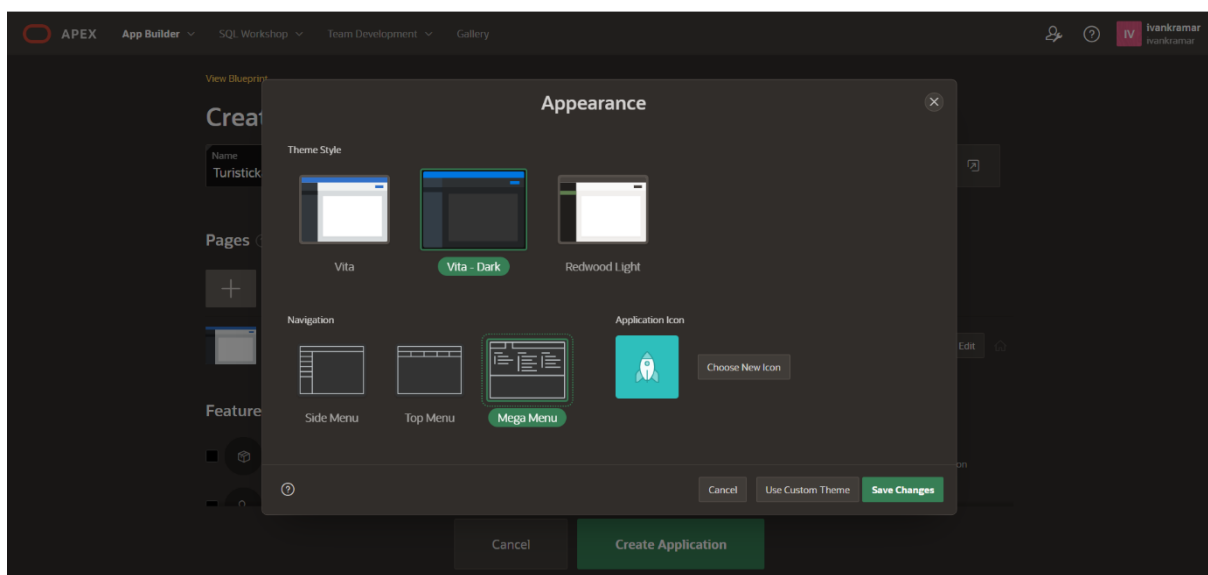 APEX App Builder SQL Workshop Team Development Gallery
ivankramar
IV
ivankramar
View Blueprint
Creat
Appearance
Name
Turistick
Theme Style
Vita
Vita - Dark
Redwood Light
Pages
Navigation
Application Icon
Choose New Icon
Edit
Side Menu
Top Menu
Mega Menu
Feature
on
Cancel
Use Custom Theme
Save Changes
Cancel
Create Application